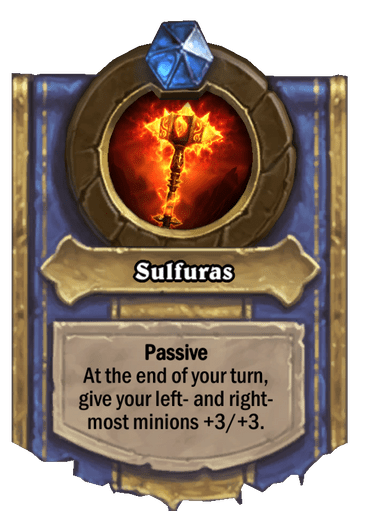 Sulfuras
Passive
At the end of your turn,
give your left- and right-
most minions +3/+3.